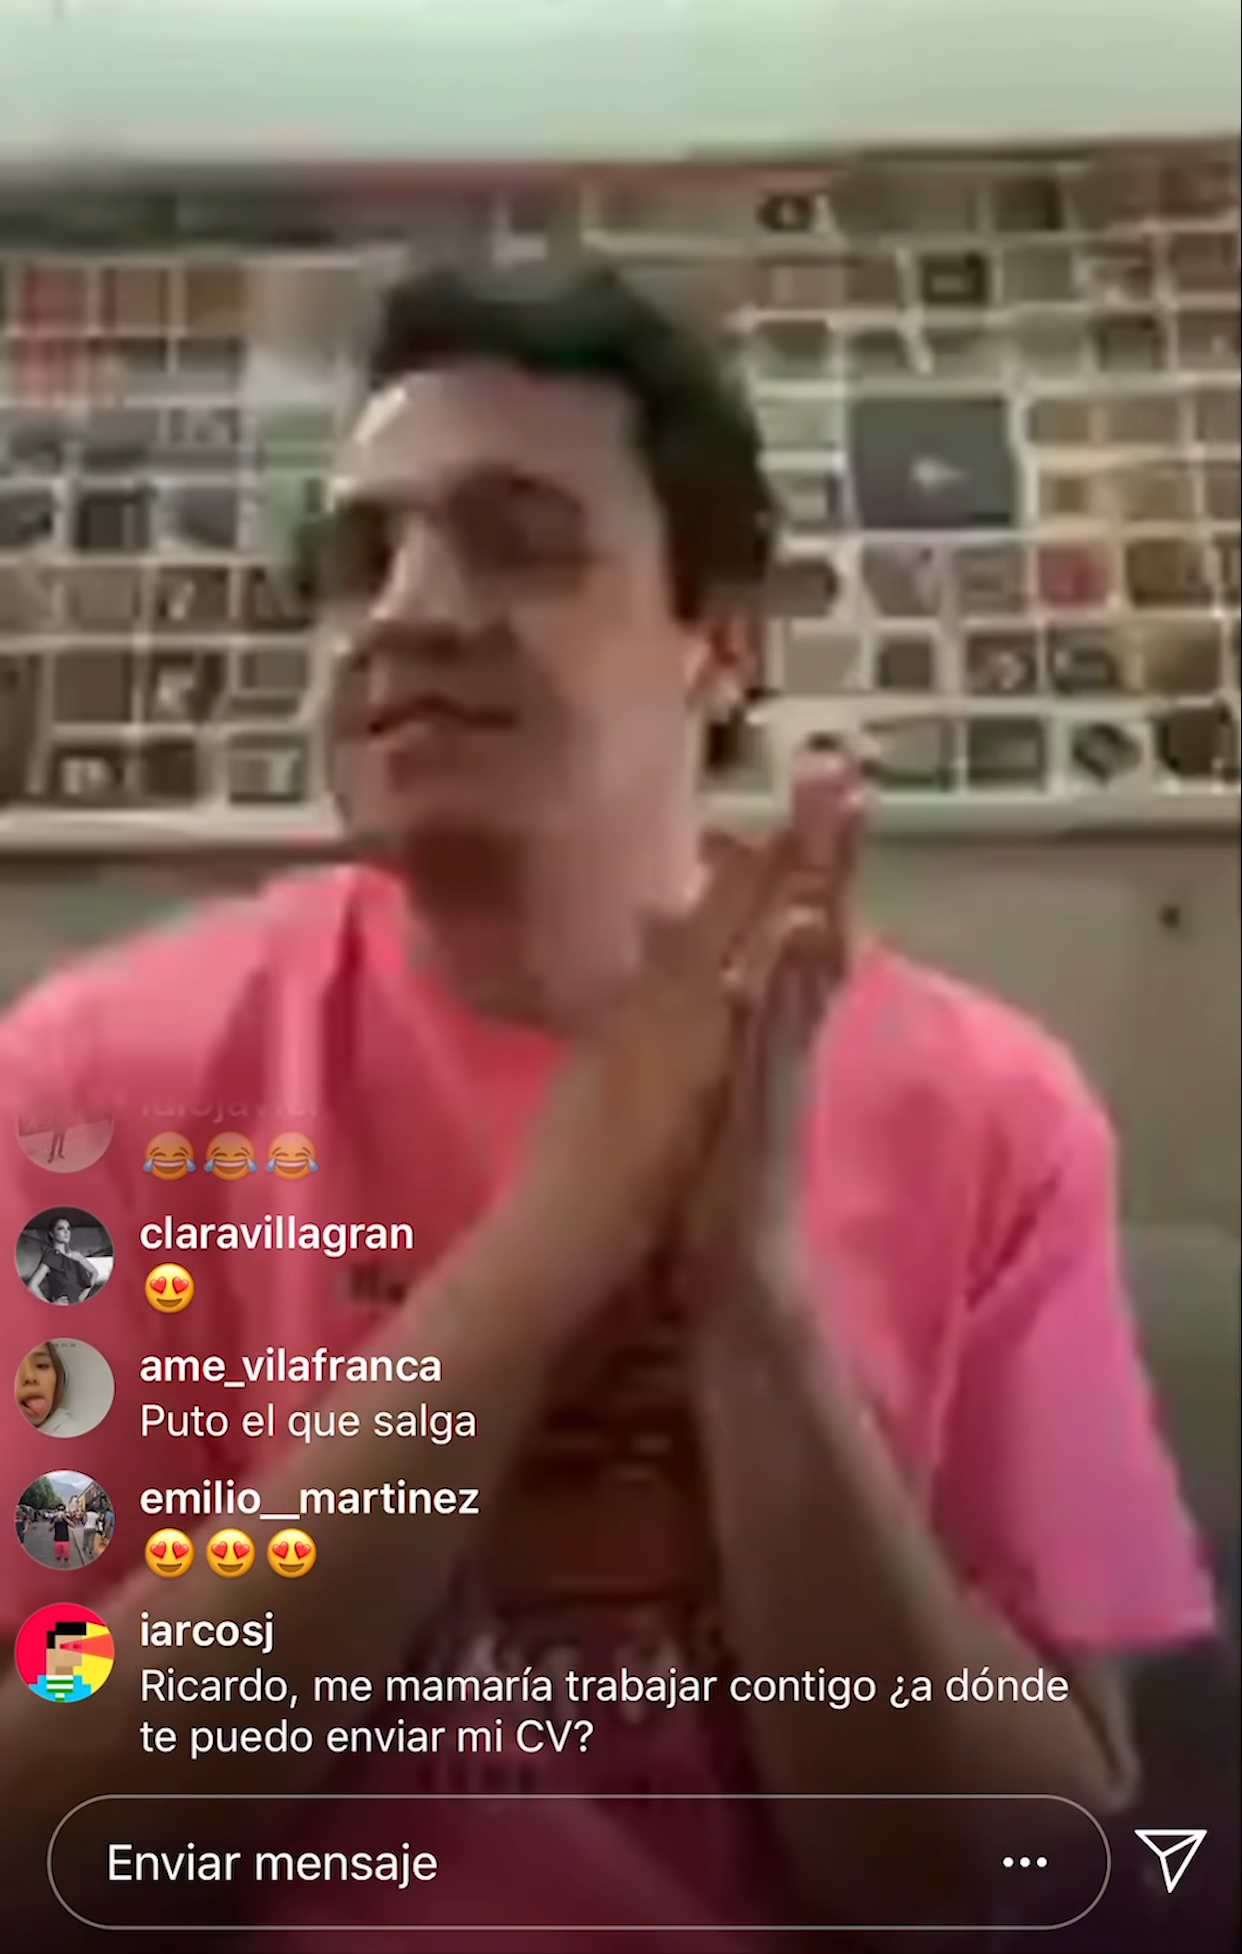 😂😂😂
claravillagran
😍
ame_vilafranca
Puto el que salga
emilio__martinez
😍😍😍
iarcosj
Ricardo, me mamaría trabajar contigo ¿a dónde
te puedo enviar mi CV?
Enviar mensaje